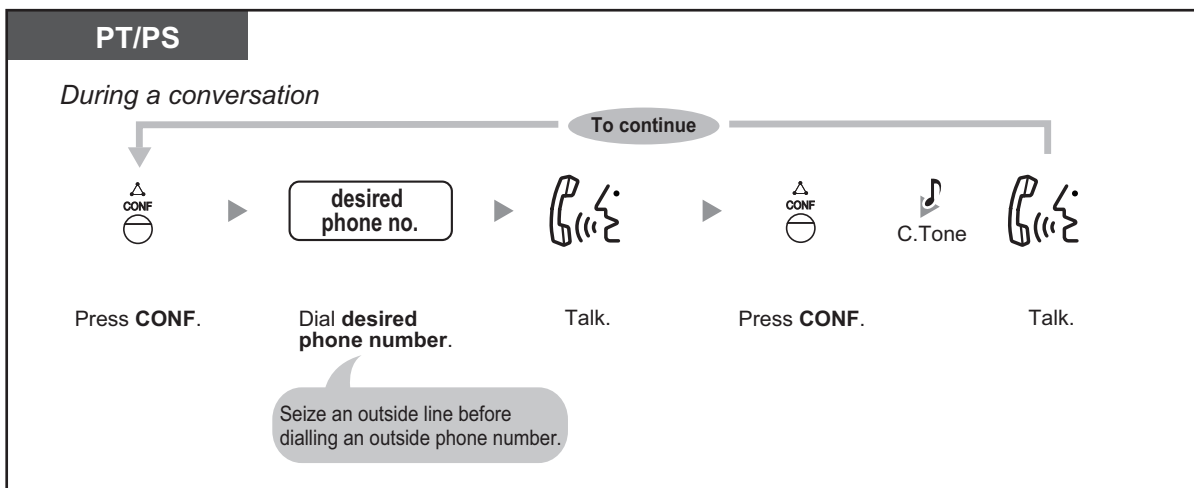 PT/PS
During a conversation
To continue
CONF
desired
phone no.
CONF
C.Tone
Press CONF.
Dial desired
phone number.
Talk.
Press CONF.
Talk.
Seize an outside line before
dialling an outside phone number.